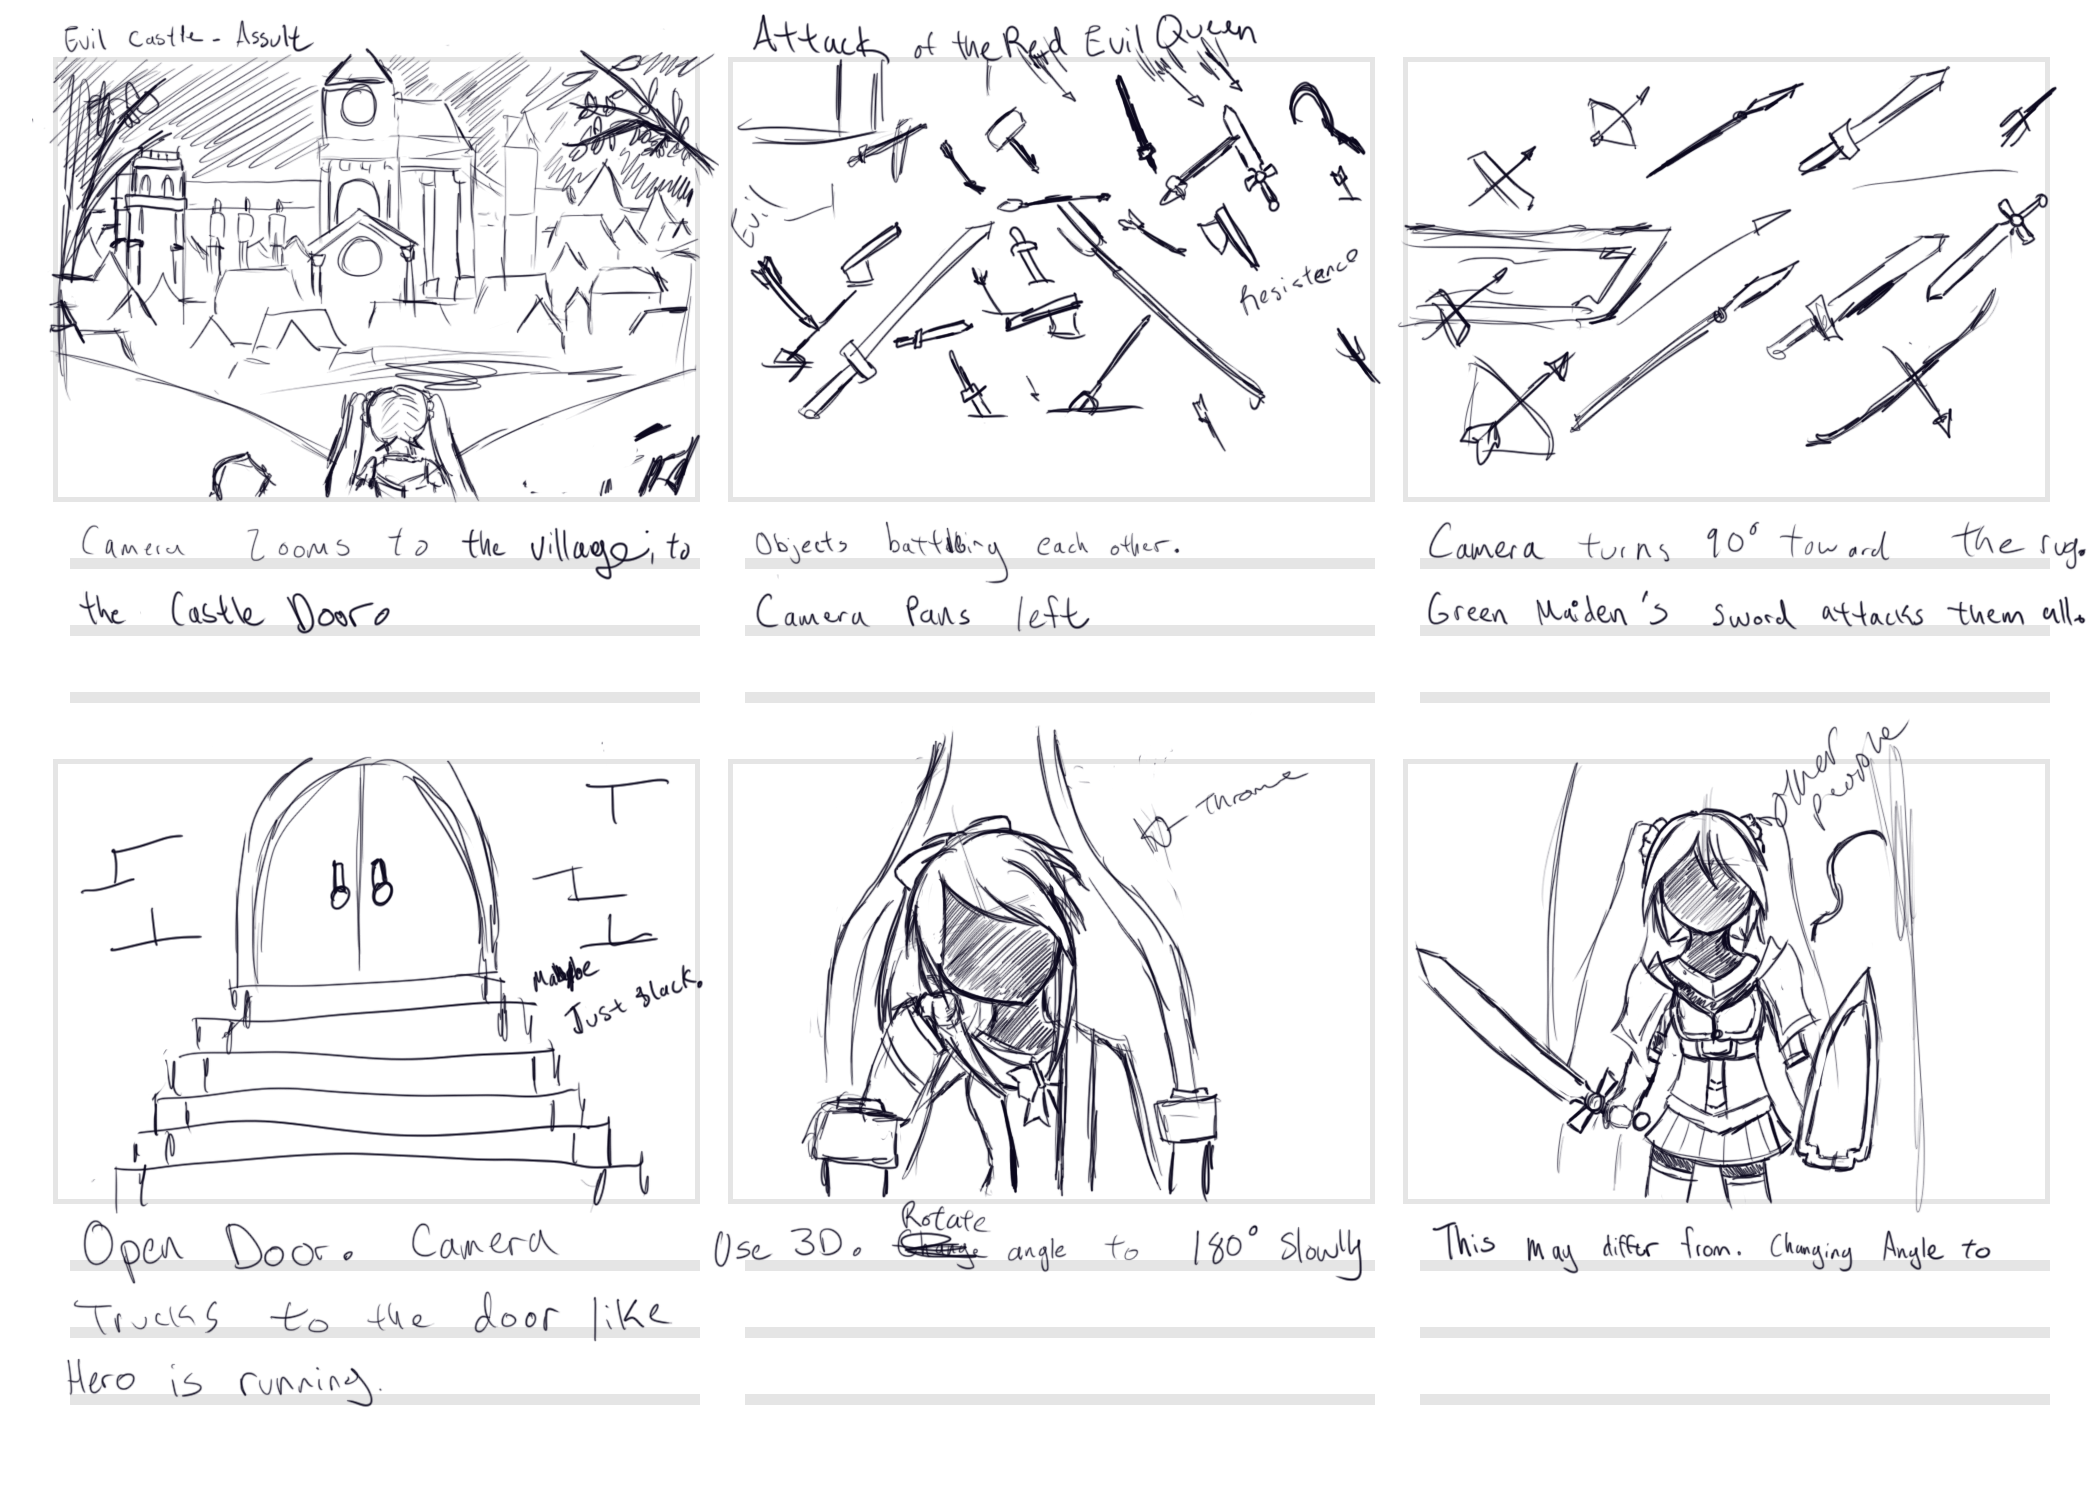 Evil Castle - Assult
Attack of the Red Evil Queen
Evil
Resistance
Camera Zooms to the village, to
the Castle Door.
Objects battling each other.
Camera Pans left
Camera turns 90° toward the rug.
Green Maiden's Sword attacks them all.
Maybe
Just Black.
Throne
other
people
Open Door. Camera
Trucks to the door like
Hero is running.
Rotate
Use 3D. Change angle to 180° Slowly
This may differ from. Changing Angle to